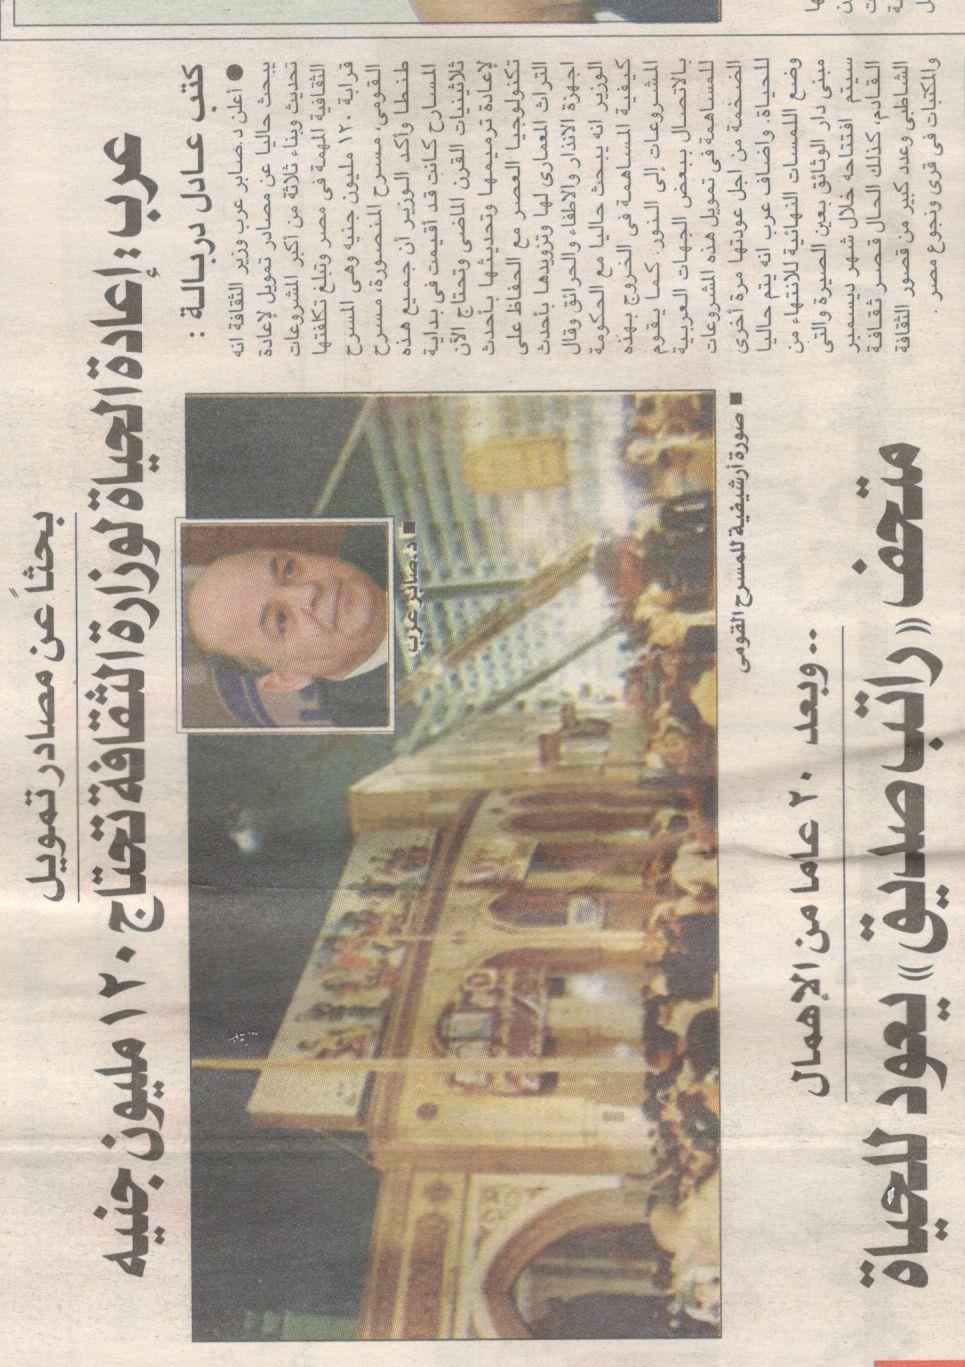 بحثاً عن مصادر تمويل
عرب : إعادة الحياة لوزارة الثقافة تحتاج ١٢٠ مليون جنيه
كتب عادل دربالة :
● أعلن د.صابر عرب وزير الثقافة انه
يبحث حاليا عن مصادر تمويل لإعادة
تحديث وبناء ثلاثة من أكبر المشروعات
الثقافية المهمة فى مصر وتبلغ تكلفتها
قرابة ١٢٠ مليون جنيه وهى المسرح
القومى، مسرح المنصورة، مسرح
طنطا وأكد الوزير أن جميع هذه
المسارح كانت قد أقيمت فى بداية
ثلاثينيات القرن الماضى وتحتاج الآن
لإعادة ترميمها وتحديثها بأحدث
تكنولوجيا العصر مع الحفاظ على
التراث المعمارى لها وتزويدها بأحدث
اجهزة الانذار والاطفاء والحرائق وقال
الوزير انه يبحث حاليا مع الحكومة
كيفية المساهمة فى الخروج بهذه
المشروعات إلى النور. كما يقوم
بالاتصال ببعض الجهات العربية
للمساهمة فى تمويل هذه المشروعات
الضخمة من اجل عودتها مرة أخرى
للحياة. واضاف عرب انه يتم حاليا
وضع اللمسات النهائية للانتهاء من
مبنى دار الوثائق بعين الصيرة والتى
سيتم افتتاحه خلال شهر ديسمبر
القادم، كذلك الحال قصر ثقافة
الشاطبى وعدد كبير من قصور الثقافة
والمكتبات فى قرى ونجوع مصر .
■ د.صابر عرب
■ صورة أرشيفية للمسرح القومى
.. وبعد ٢٠ عاما من الإهمال
متحف «راتب صديق» يعود للحياة